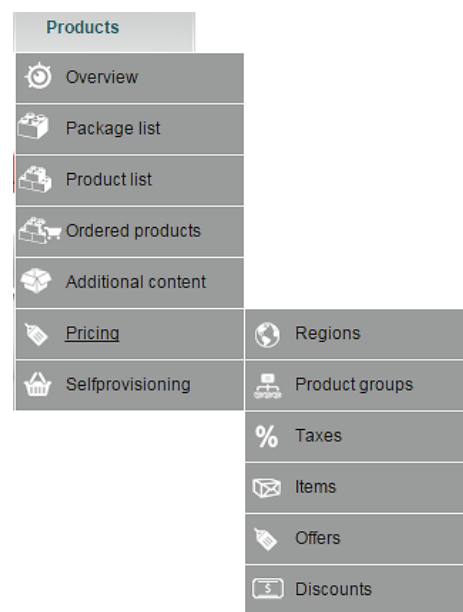 Products
Overview
Package list
Product list
Ordered products
Additional content
Pricing
Selfprovisioning
Regions
Product groups
% Taxes
Items
Offers
$ Discounts